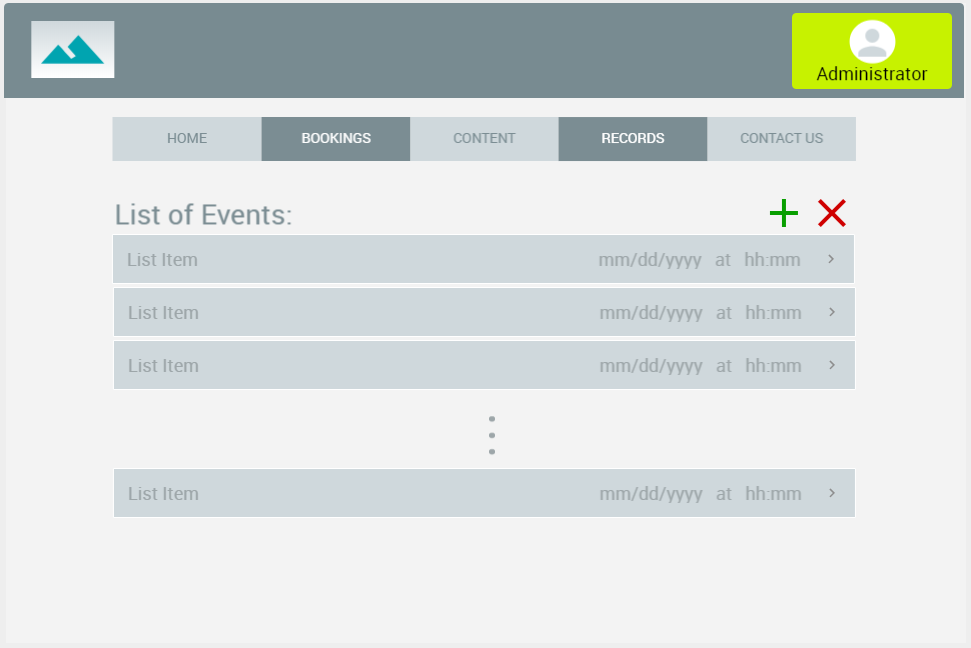 Administrator
HOME BOOKINGS CONTENT RECORDS CONTACT US
List of Events:
List Item mm/dd/yyyy at hh:mm
List Item mm/dd/yyyy at hh:mm
List Item mm/dd/yyyy at hh:mm
List Item mm/dd/yyyy at hh:mm